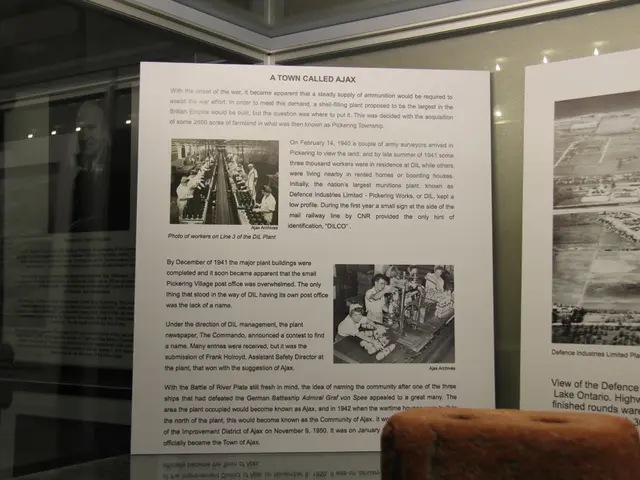 A TOWN CALLED AJAX
With the onset of the war, it became apparent that a steady supply of ammunition would be required to
assist the war effort. In order to meet this demand, a shell-filling plant proposed to be the largest in the
British Empire would be built, but the question was where to put it. This was decided with the acquisition
of some 2800 acres of farmland in what was then known as Pickering Township.
On February 14, 1940 a couple of army surveyors arrived in
Pickering to view the land, and by late summer of 1941 some
three thousand workers were in residence at DIL while others
were living nearby in rented homes or boarding houses.
Initially, the nation's largest munitions plant, known as
Defence Industries Limited - Pickering Works, or DIL, kept a
low profile. During the first year a small sign at the side of the
mail railway line by CNR provided the only hint of
identification, "DILCO" .
Ajax Archives
Photo of workers on Line 3 of the DIL Plant
By December of 1941 the major plant buildings were
completed and it soon became apparent that the small
Pickering Village post office was overwhelmed. The only
thing that stood in the way of DIL having its own post office
was the lack of a name.
Under the direction of DIL management, the plant
newspaper, The Commando, announced a contest to find
a name. Many entries were received, but it was the
submission of Frank Holroyd, Assistant Safety Director at
the plant, that won with the suggestion of Ajax.
Ajax Archives
With the Battle of River Plate still fresh in mind, the idea of naming the community after one of the three
ships that had defeated the German Battleship Admiral Graf von Spee appealed to a great many. The
area the plant occupied would become known as Ajax, and in 1942 when the wartime
the north of the plant, this would become known as the Community of Ajax. It
of the Improvement District of Ajax on November 9, 1950. It was on January
officially became the Town of Ajax.
Defence Industries Limited
View of the Defence
Lake Ontario. Highw
finished rounds